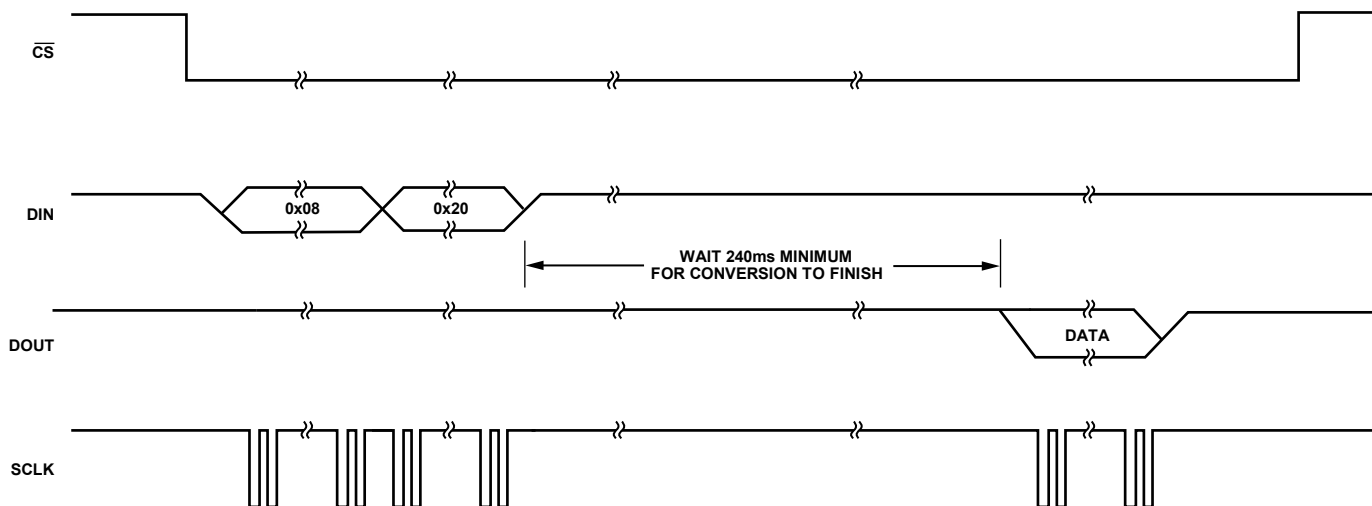 CS
DIN
0x08
0x20
WAIT 240ms MINIMUM
FOR CONVERSION TO FINISH
DOUT
DATA
SCLK